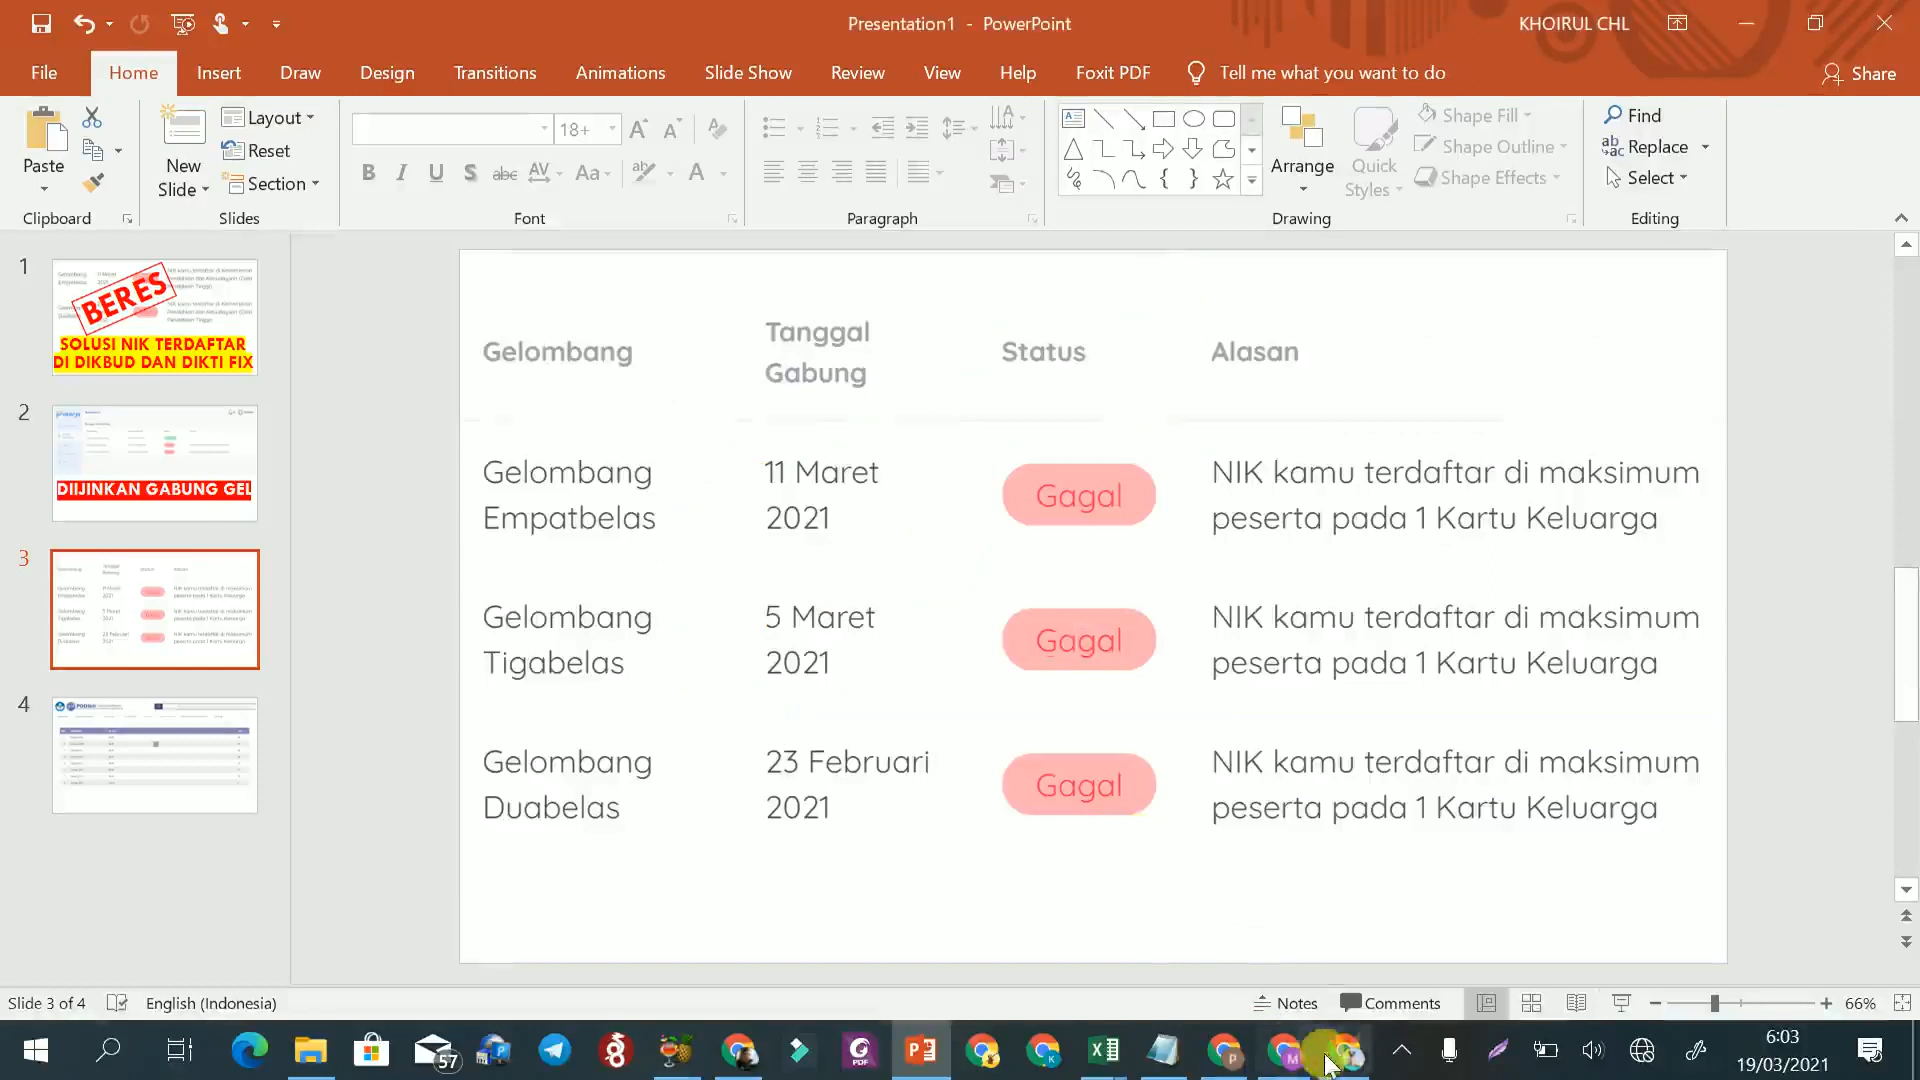 Presentation1 - PowerPoint
KHOIRUL CHL
File Home Insert Draw Design Transitions Animations Slide Show Review View Help Foxit PDF Tell me what you want to do Share
Paste
Clipboard
New Slide
Layout
Reset
Section
Slides
18+
Font
Paragraph
Arrange
Quick Styles
Shape Fill
Shape Outline
Shape Effects
Drawing
Find
Replace
Select
Editing
1
BERES
SOLUSI NIK TERDAFTAR
DI DIKBUD DAN DIKTI FIX
2
DIIJINKAN GABUNG GEL
3
4
Gelombang
Tanggal
Gabung
Status
Alasan
Gelombang
Empatbelas
11 Maret
2021
Gagal
NIK kamu terdaftar di maksimum
peserta pada 1 Kartu Keluarga
Gelombang
Tigabelas
5 Maret
2021
Gagal
NIK kamu terdaftar di maksimum
peserta pada 1 Kartu Keluarga
Gelombang
Duabelas
23 Februari
2021
Gagal
NIK kamu terdaftar di maksimum
peserta pada 1 Kartu Keluarga
Slide 3 of 4 English (Indonesia) Notes Comments 66%
57
6:03
19/03/2021